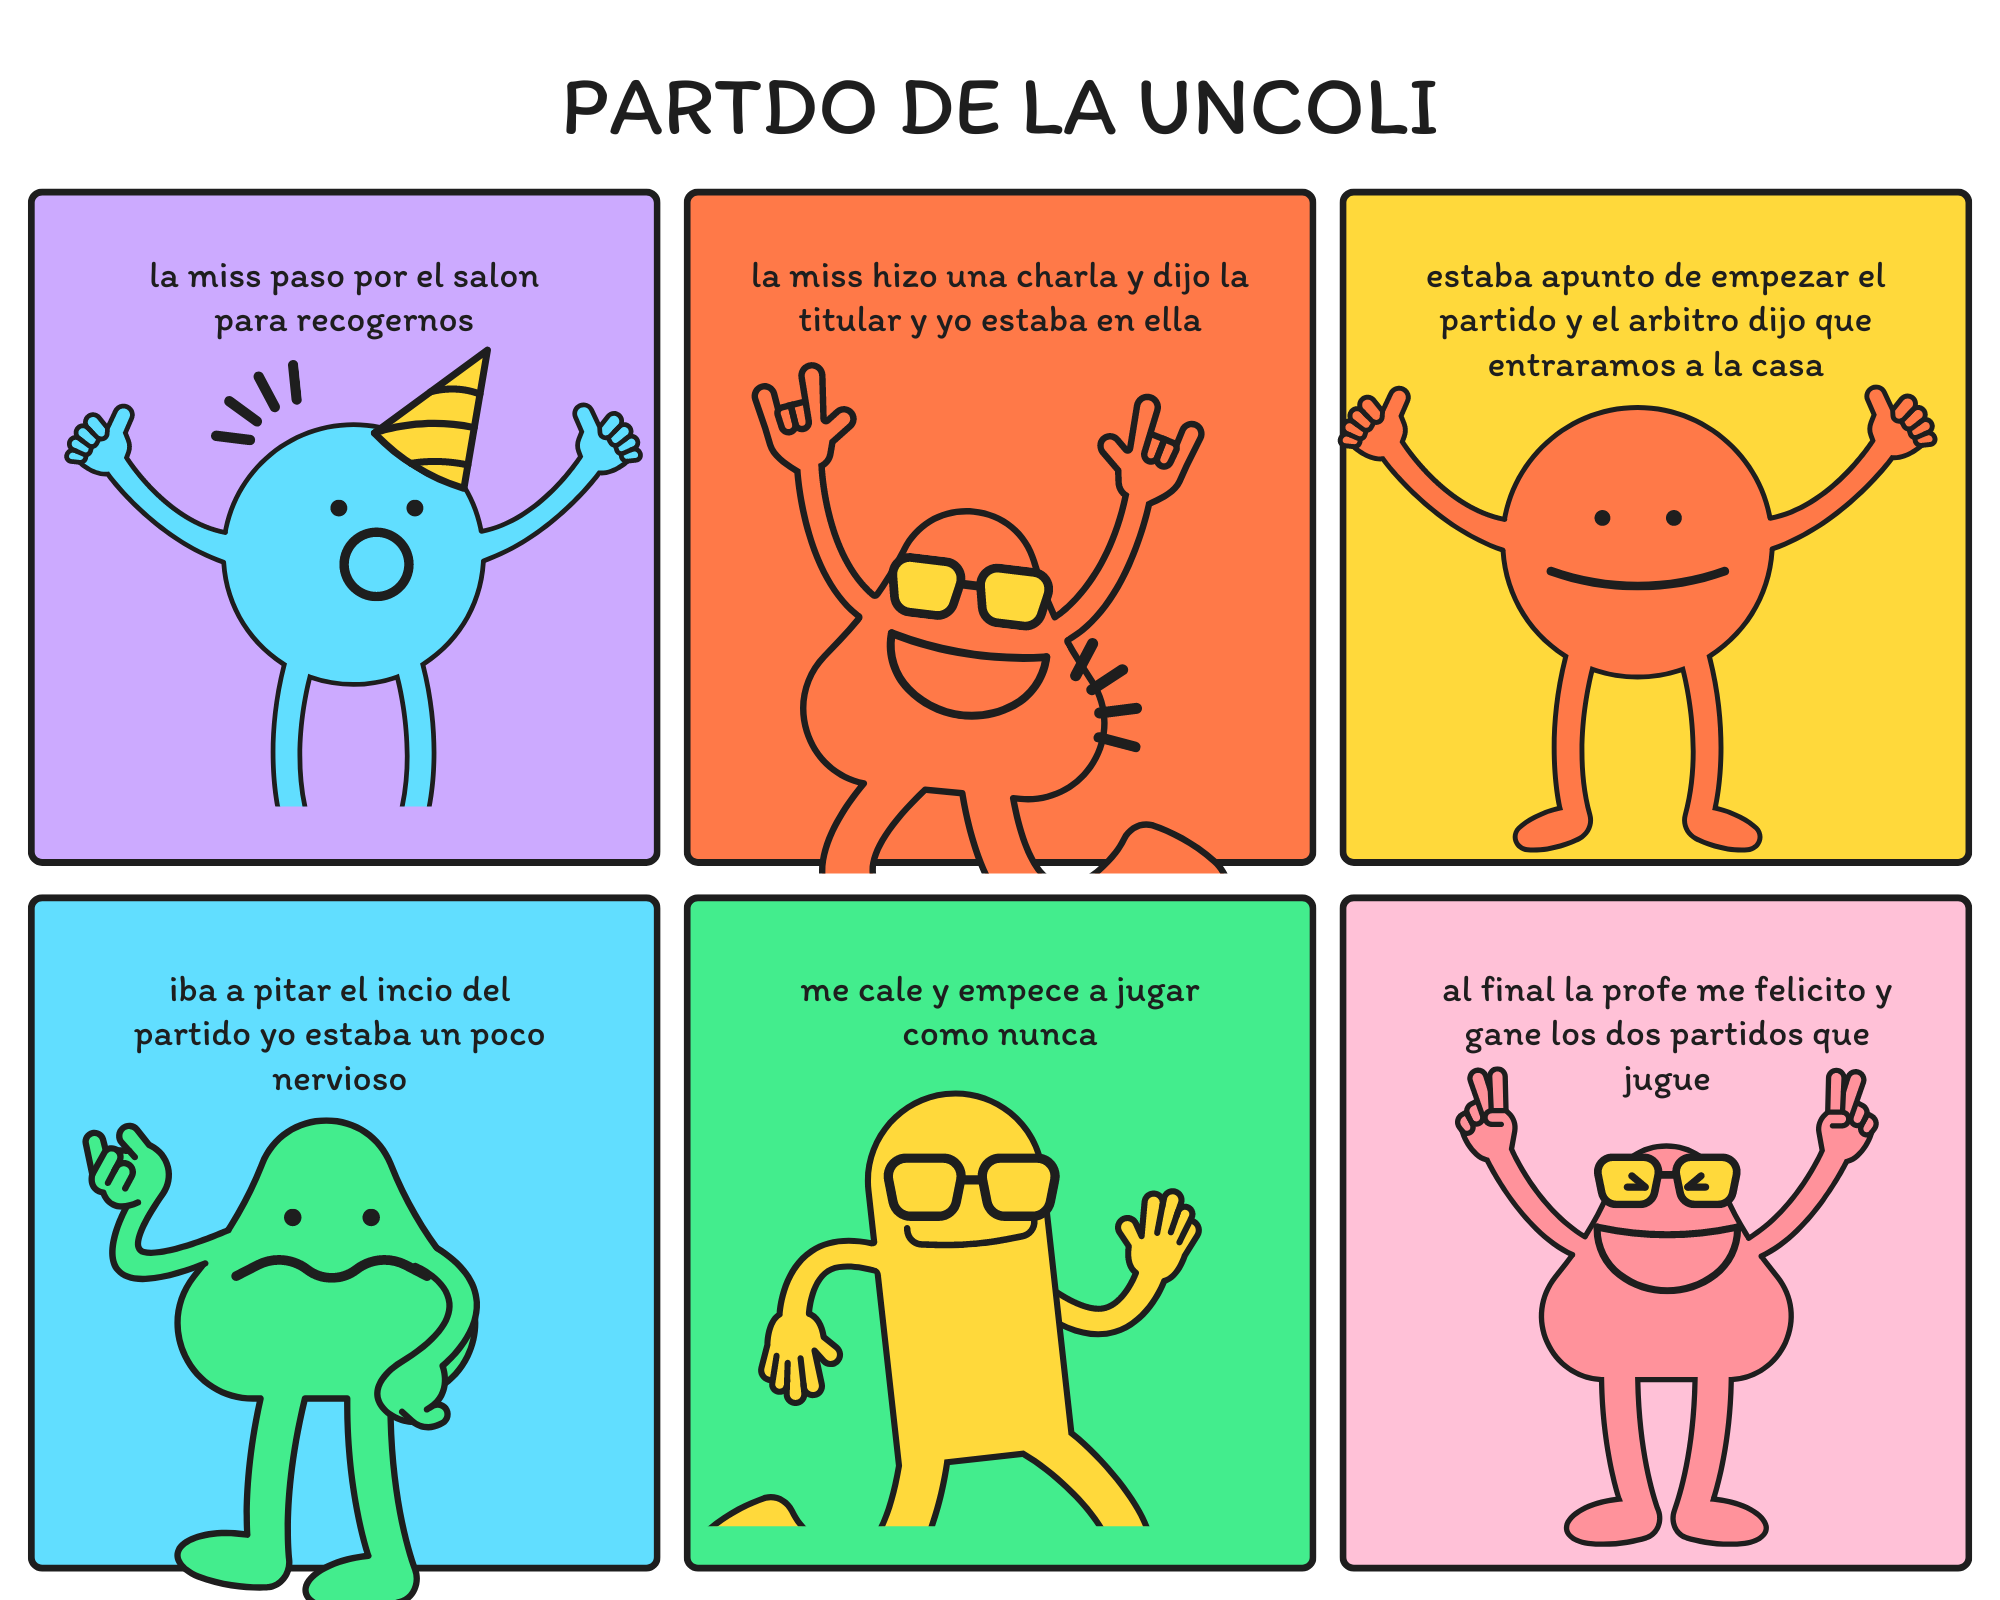 PARTDO DE LA UNCOLI
la miss paso por el salon
para recogernos
la miss hizo una charla y dijo la
titular y yo estaba en ella
estaba apunto de empezar el
partido y el arbitro dijo que
entraramos a la casa
iba a pitar el incio del
partido yo estaba un poco
nervioso
me cale y empece a jugar
como nunca
al final la profe me felicito y
gane los dos partidos que
jugue